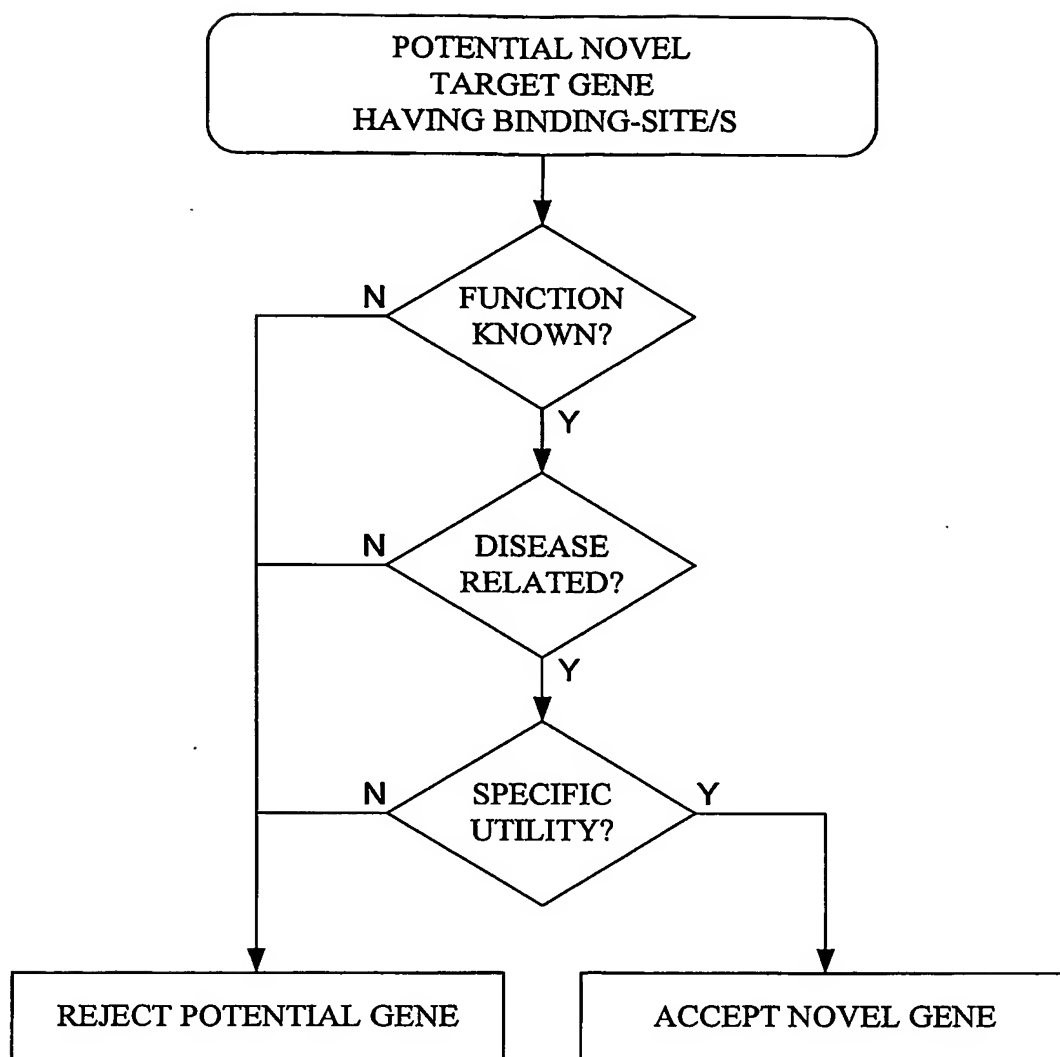 POTENTIAL NOVEL
TARGET GENE
HAVING BINDING-SITE/S
N
FUNCTION
KNOWN?
Y
N
DISEASE
RELATED?
Y
N
SPECIFIC
UTILITY?
Y
REJECT POTENTIAL GENE
ACCEPT NOVEL GENE